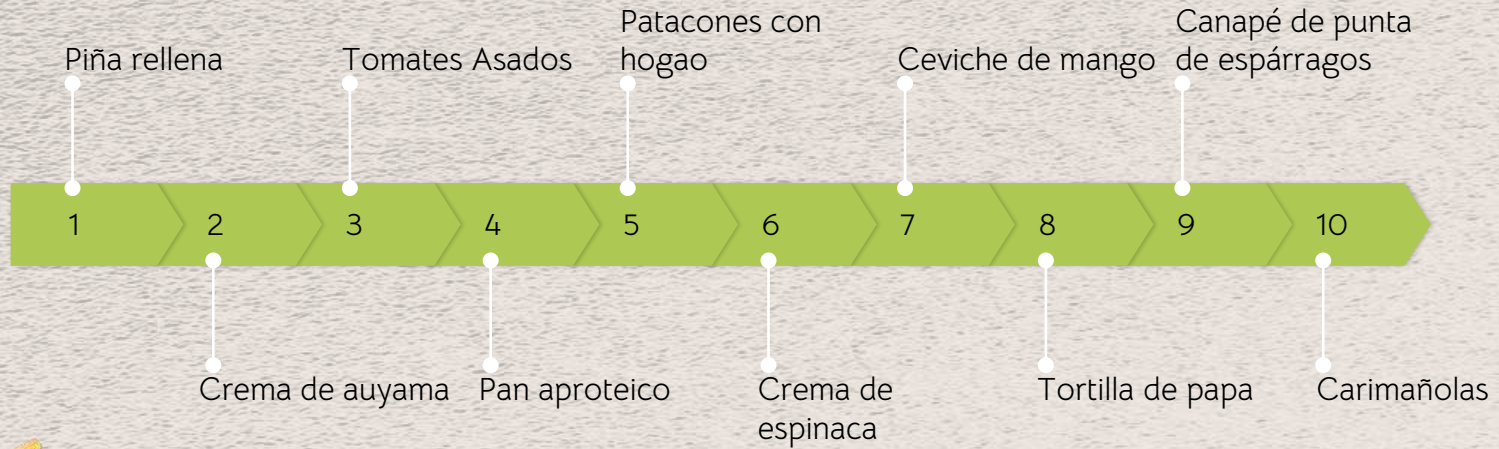 Patacones con
hogao
Canapé de punta
de espárragos
Piña rellena
Tomates Asados
Ceviche de mango
1
2
3
4
5
6
7
8
9
10
Crema de auyama
Pan aproteico
Crema de
espinaca
Tortilla de papa
Carimañolas